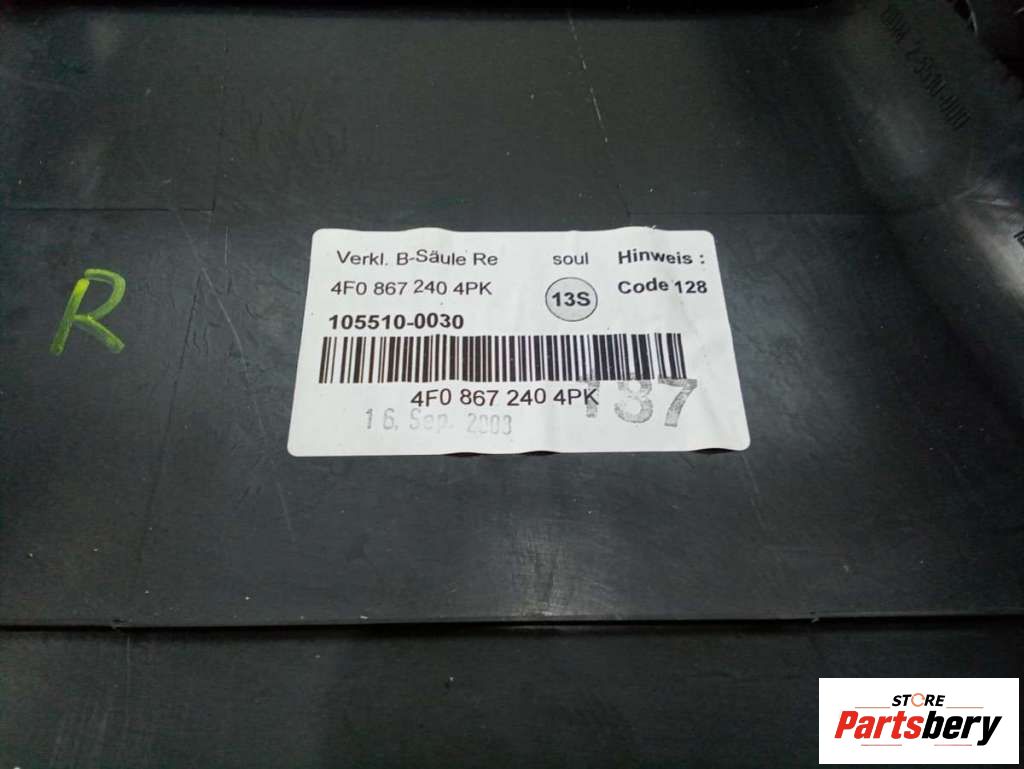 Verkl. B-Säule Re soul Hinweis :
4F0 867 240 4PK 13S Code 128
105510-0030
4F0 867 240 4PK
187
16. Sep. 2003
R
STORE
Partsbery